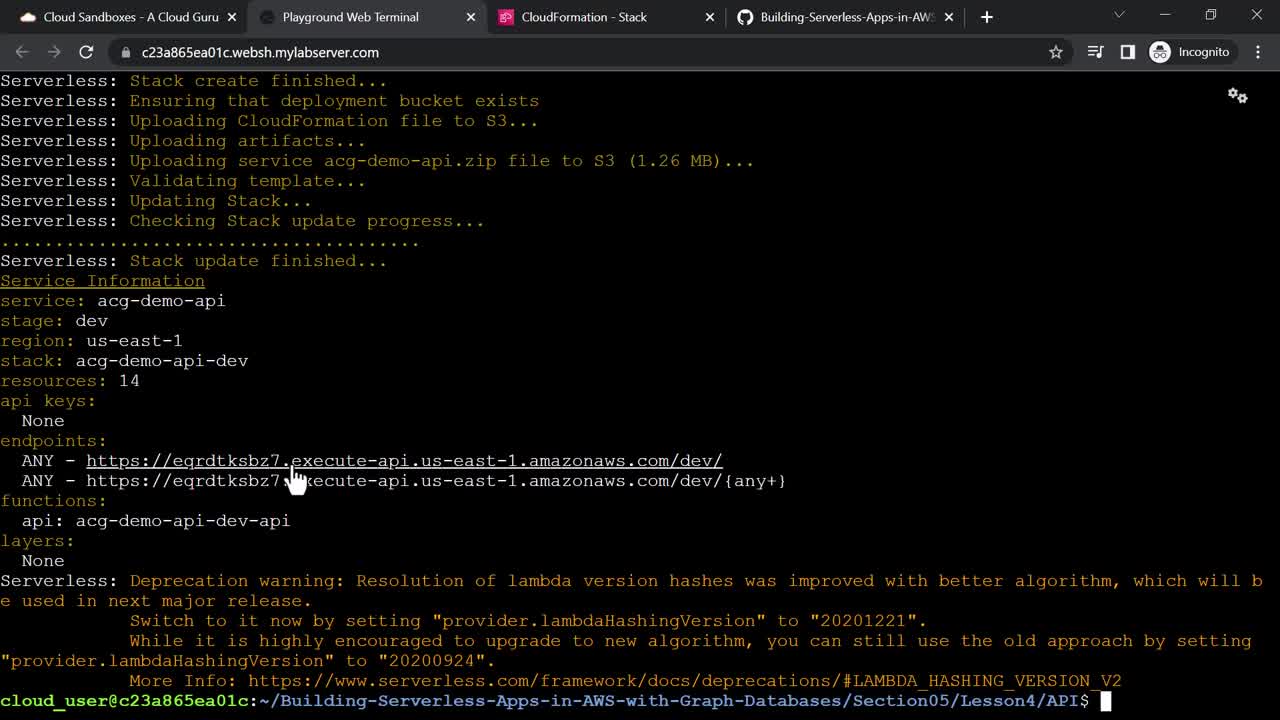 Cloud Sandboxes - A Cloud Guru
Playground Web Terminal
CloudFormation - Stack
Building-Serverless-Apps-in-AWS
c23a865ea01c.websh.mylabserver.com
Incognito
Serverless: Stack create finished...
Serverless: Ensuring that deployment bucket exists
Serverless: Uploading CloudFormation file to S3...
Serverless: Uploading artifacts...
Serverless: Uploading service acg-demo-api.zip file to S3 (1.26 MB)...
Serverless: Validating template...
Serverless: Updating Stack...
Serverless: Checking Stack update progress...
.......................................
Serverless: Stack update finished...
Service Information
service: acg-demo-api
stage: dev
region: us-east-1
stack: acg-demo-api-dev
resources: 14
api keys:
None
endpoints:
ANY - https://eqrdtksbz7.execute-api.us-east-1.amazonaws.com/dev/
ANY - https://eqrdtksbz7.execute-api.us-east-1.amazonaws.com/dev/{any+}
functions:
api: acg-demo-api-dev-api
layers:
None
Serverless: Deprecation warning: Resolution of lambda version hashes was improved with better algorithm, which will b
e used in next major release.
Switch to it now by setting "provider.lambdaHashingVersion" to "20201221".
While it is highly encouraged to upgrade to new algorithm, you can still use the old approach by setting
"provider.lambdaHashingVersion" to "20200924".
More Info: https://www.serverless.com/framework/docs/deprecations/#LAMBDA_HASHING_VERSION_V2
cloud_user@c23a865ea01c:~/Building-Serverless-Apps-in-AWS-with-Graph-Databases/Section05/Lesson4/API$